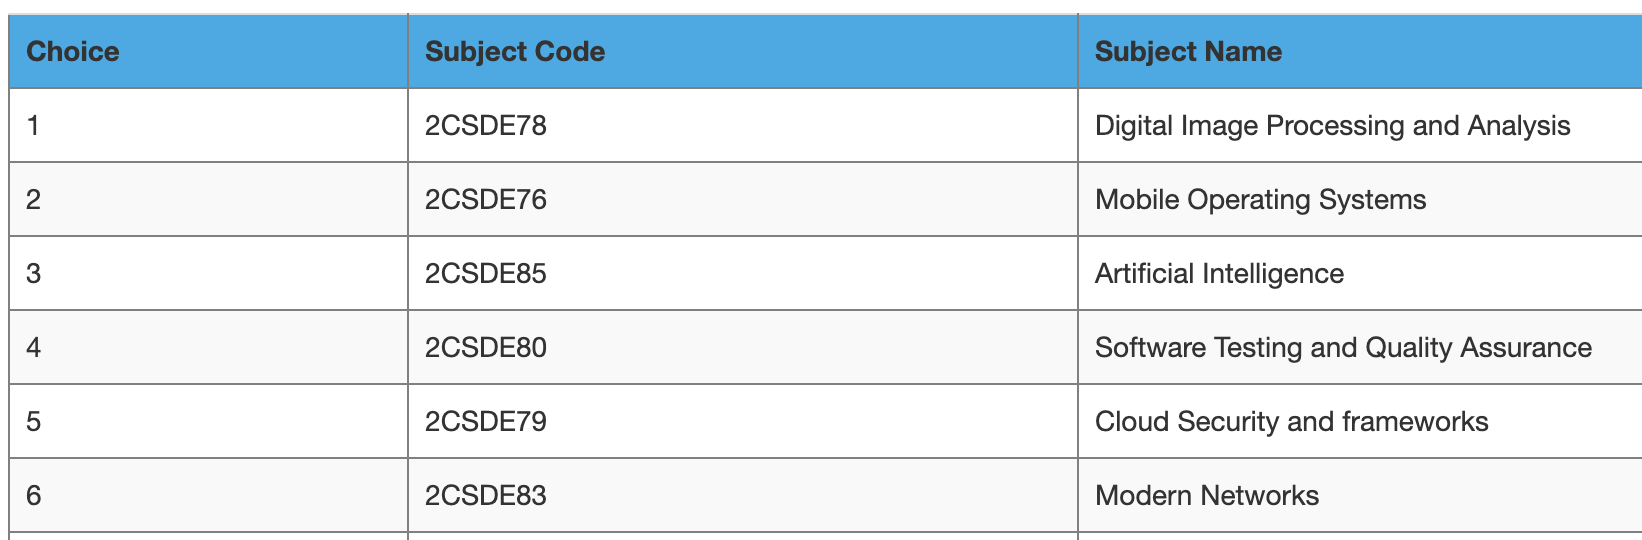 Choice Subject Code Subject Name
1 2CSDE78 Digital Image Processing and Analysis
2 2CSDE76 Mobile Operating Systems
3 2CSDE85 Artificial Intelligence
4 2CSDE80 Software Testing and Quality Assurance
5 2CSDE79 Cloud Security and frameworks
6 2CSDE83 Modern Networks